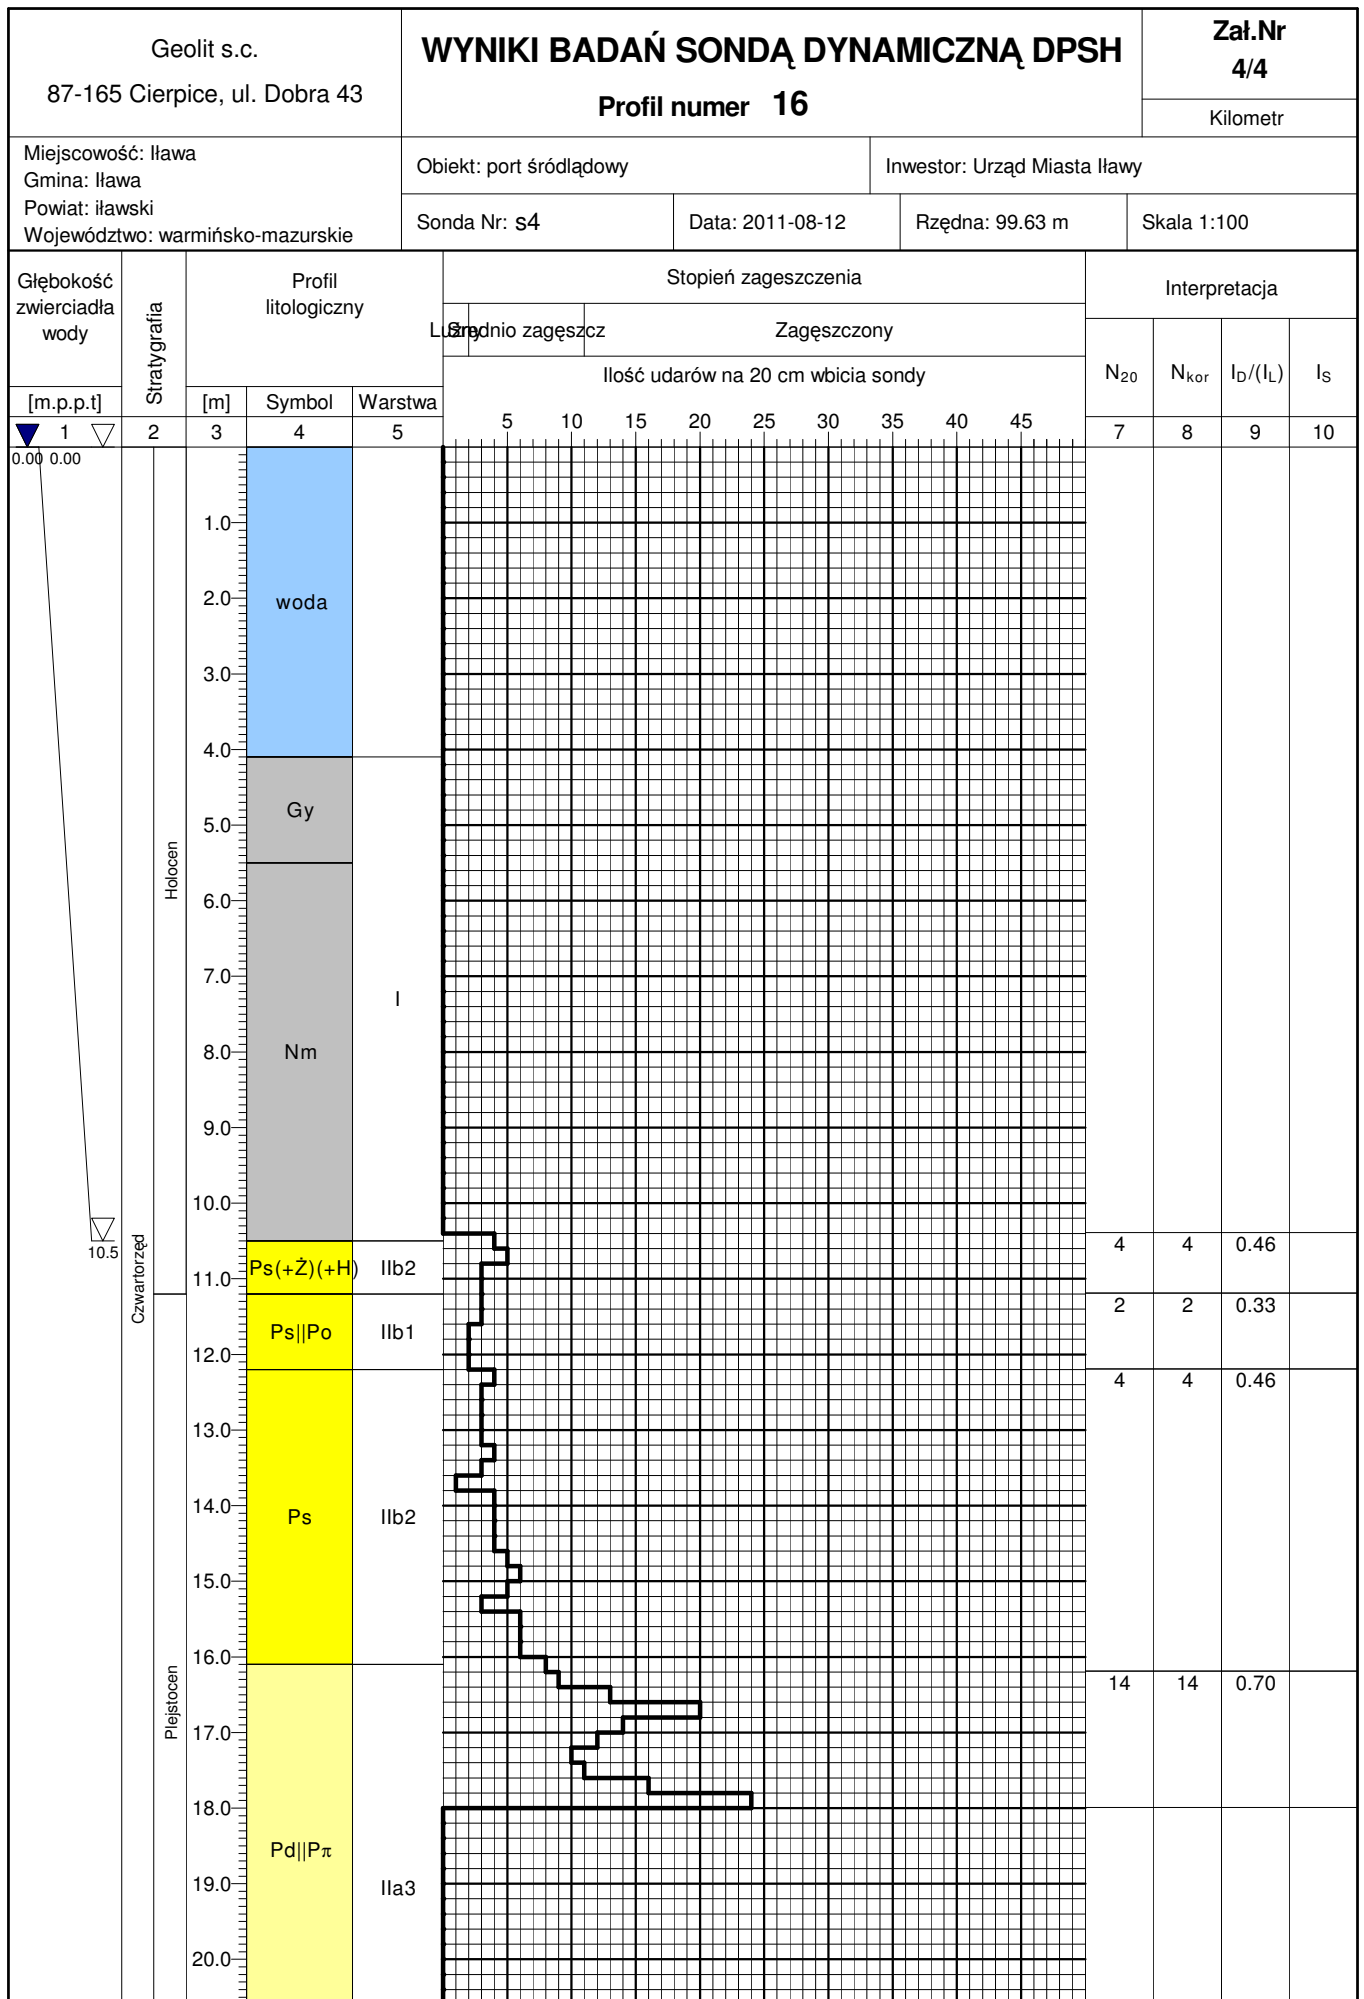 Geolit s.c.
87-165 Cierpice, ul. Dobra 43
WYNIKI BADAŃ SONDĄ DYNAMICZNĄ DPSH
Profil numer 16
Zał.Nr
4/4
Kilometr
Miejscowość: Iława
Gmina: Iława
Powiat: iławski
Województwo: warmińsko-mazurskie
Obiekt: port śródlądowy
Inwestor: Urząd Miasta Iławy
Sonda Nr: s4
Data: 2011-08-12
Rzędna: 99.63 m
Skala 1:100
Głębokość
zwierciadła
wody
[m.p.p.t]
Stratygrafia
Profil
litologiczny
[m] Symbol Warstwa
Stopień zageszczenia
Luźny Średnio zagęszcz Zagęszczony
Ilość udarów na 20 cm wbicia sondy
5 10 15 20 25 30 35 40 45
Interpretacja
N20 Nkor ID/(IL) IS
1 2 3 4 5 7 8 9 10
0.00 0.00
1.0
2.0
woda
3.0
4.0
Gy
5.0
Holocen
6.0
7.0
I
8.0
Nm
9.0
10.0
10.5
4 4 0.46
Ps(+Ż)(+H) IIb2
11.0
Czwartorzęd
2 2 0.33
Ps||Po IIb1
12.0
4 4 0.46
13.0
14.0
Ps IIb2
15.0
16.0
Plejstocen
14 14 0.70
17.0
18.0
Pd||Pπ
19.0
IIa3
20.0